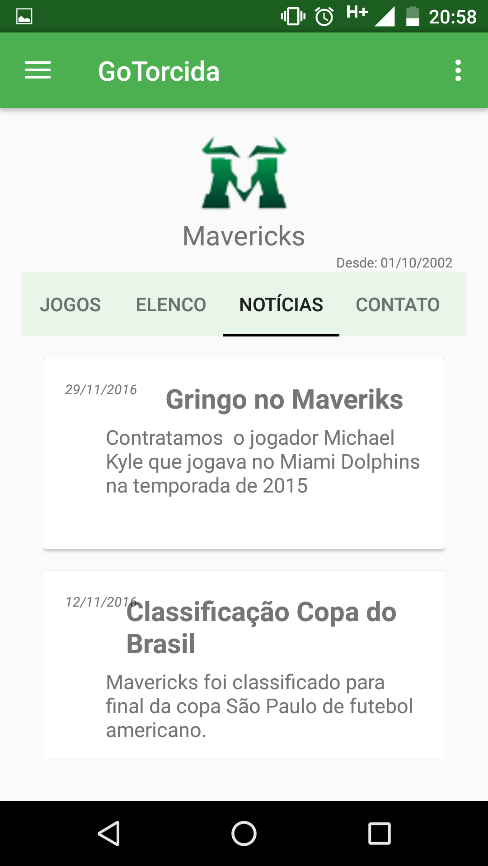 H+ 20:58
GoTorcida
M
Mavericks
Desde: 01/10/2002
JOGOS ELENCO NOTÍCIAS CONTATO
29/11/2016
Gringo no Maveriks
Contratamos o jogador Michael
Kyle que jogava no Miami Dolphins
na temporada de 2015
12/11/2016
Classificação Copa do
Brasil
Mavericks foi classificado para
final da copa São Paulo de futebol
americano.